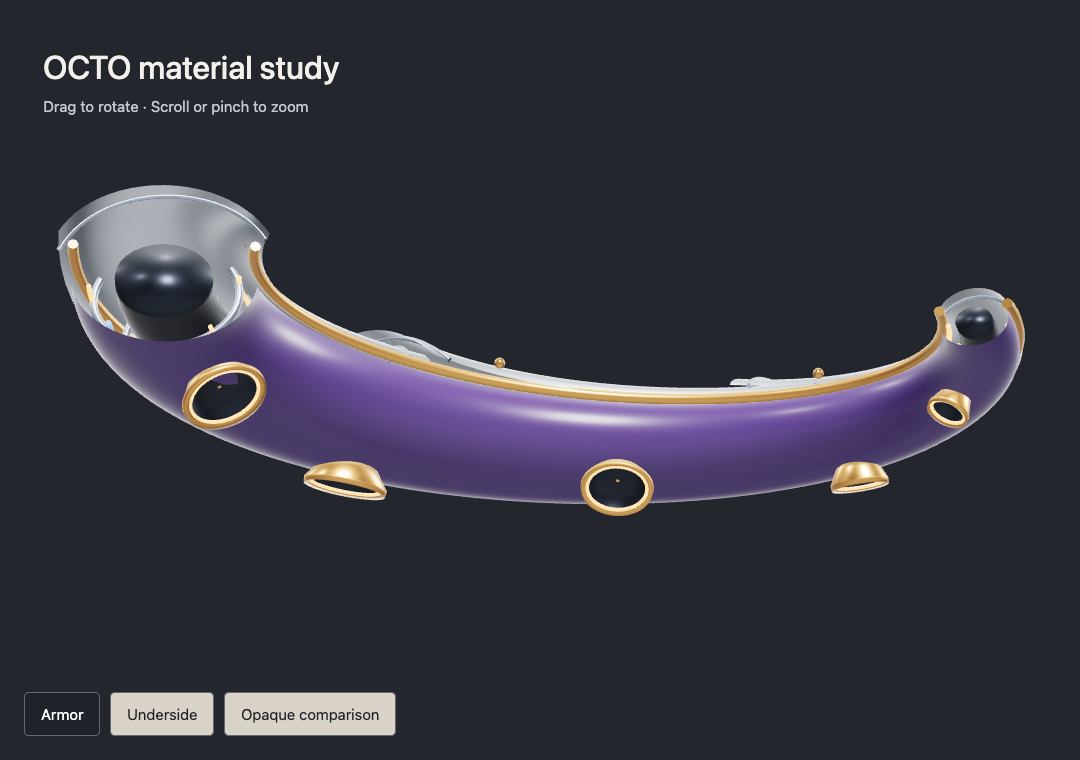 OCTO material study
Drag to rotate · Scroll or pinch to zoom
Armor
Underside
Opaque comparison